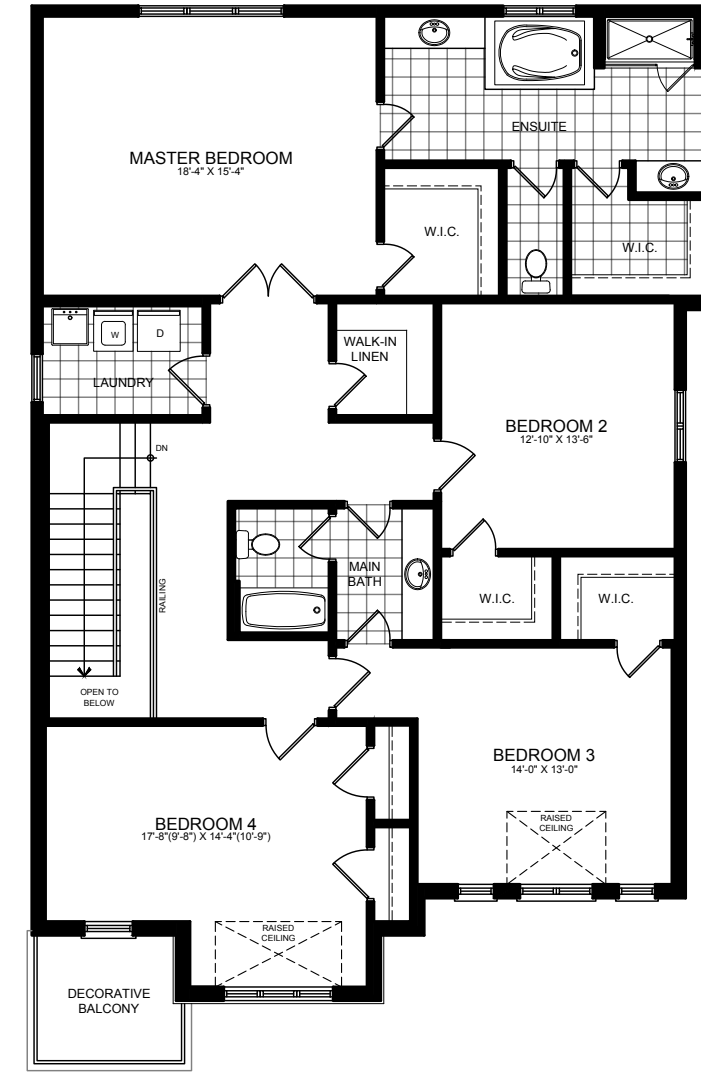 ENSUITE
MASTER BEDROOM
18'-4" X 15'-4"
W.I.C.
W.I.C.
W
D
LAUNDRY
WALK-IN
LINEN
BEDROOM 2
12'-10" X 13'-6"
DN
MAIN
BATH
RAILING
W.I.C.
W.I.C.
OPEN TO
BELOW
BEDROOM 3
14'-0" X 13'-0"
RAISED
CEILING
BEDROOM 4
17'-8"(9'-8") X 14'-4"(10'-9")
RAISED
CEILING
DECORATIVE
BALCONY